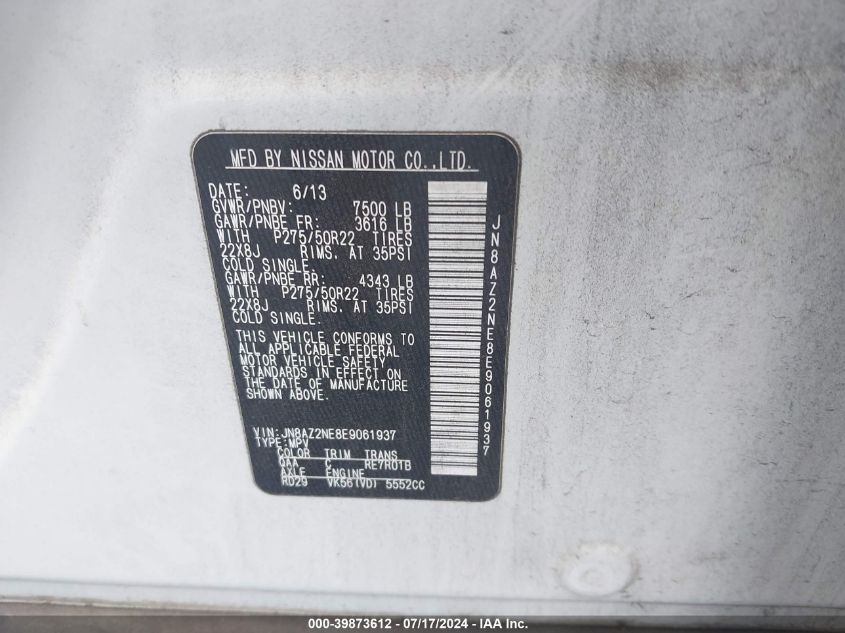 MFD BY NISSAN MOTOR CO.,LTD.
DATE: 6/13
GVWR/PNBV: 7500 LB
GAWR/PNBE FR: 3616 LB
WITH P275/50R22 TIRES
22X8J RIMS. AT 35PSI
COLD SINGLE.
GAWR/PNBE RR: 4343 LB
WITH P275/50R22 TIRES
22X8J RIMS. AT 35PSI
COLD SINGLE.
THIS VEHICLE CONFORMS TO
ALL APPLICABLE FEDERAL
MOTOR VEHICLE SAFETY
STANDARDS IN EFFECT ON
THE DATE OF MANUFACTURE
SHOWN ABOVE.
VIN: JN8AZ2NE8E9061937
TYPE: MPV
COLOR TRIM TRANS
QAA C RE7R01B
AXLE ENGINE
RD29 VK56(VD) 5552CC
JN8AZ2NE8E9061937
000-39873612 - 07/17/2024 - IAA Inc.